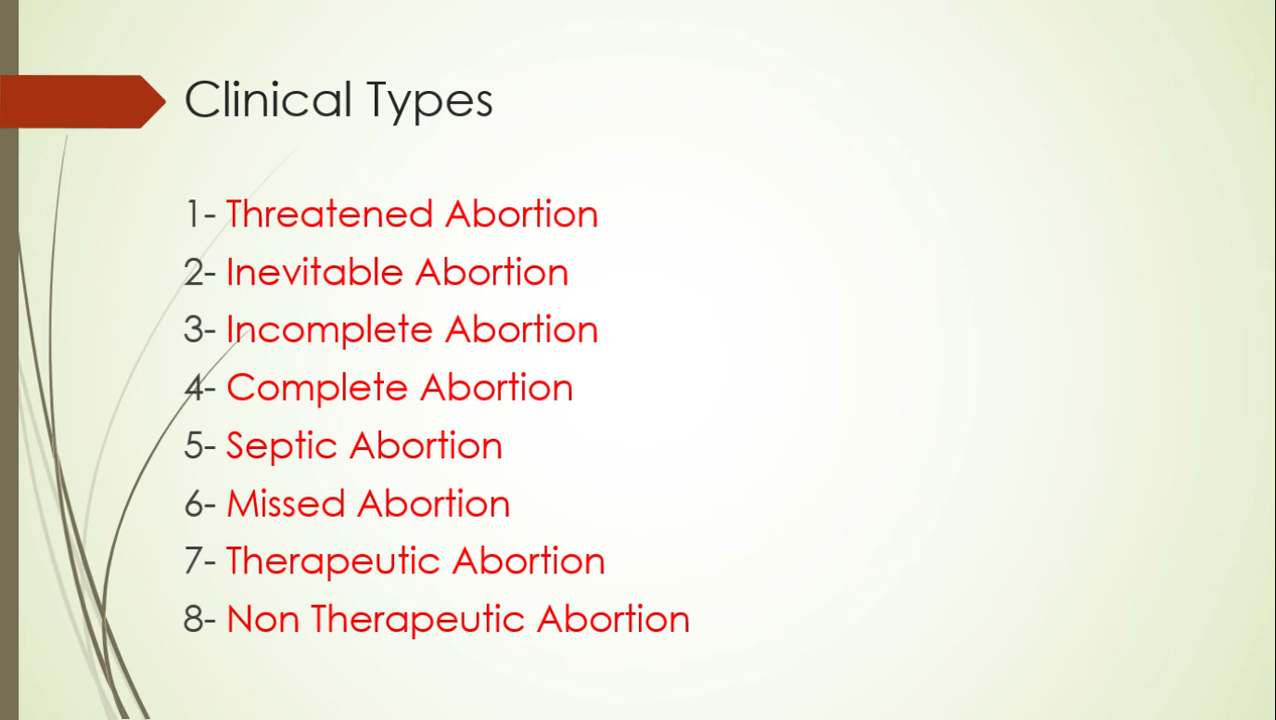 Clinical Types
1- Threatened Abortion
2- Inevitable Abortion
3- Incomplete Abortion
4- Complete Abortion
5- Septic Abortion
6- Missed Abortion
7- Therapeutic Abortion
8- Non Therapeutic Abortion